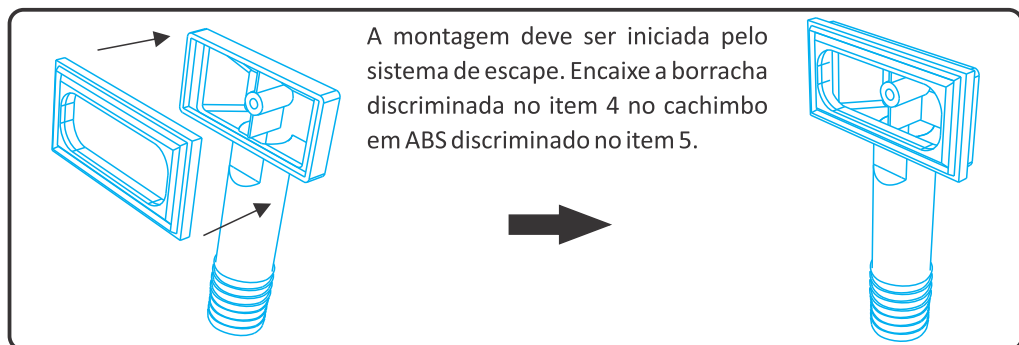 A montagem deve ser iniciada pelo
sistema de escape. Encaixe a borracha
discriminada no item 4 no cachimbo
em ABS discriminado no item 5.